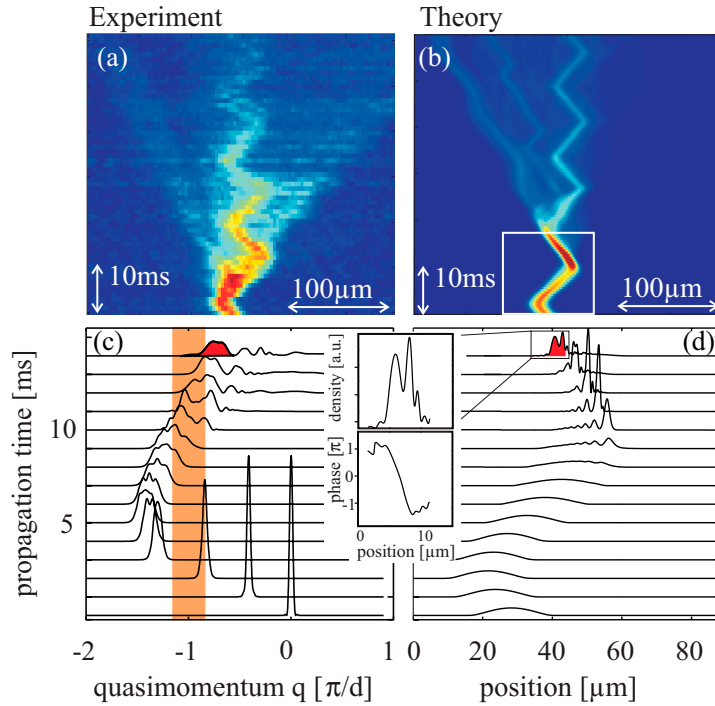 Experiment
Theory
(a)
(b)
10ms
100µm
10ms
100µm
(c)
(d)
propagation time [ms]
10
5
density [a.u.]
phase [π]
1
0
-1
0
10
position [µm]
-2
-1
0
1
0
20
40
60
80
quasimomentum q [π/d]
position [µm]